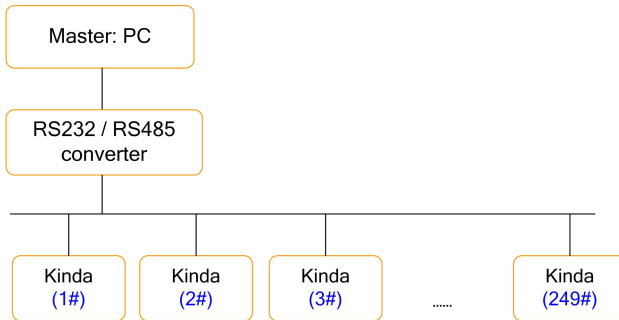 Master: PC
RS232 / RS485
converter
Kinda
(1#)
Kinda
(2#)
Kinda
(3#)
......
Kinda
(249#)